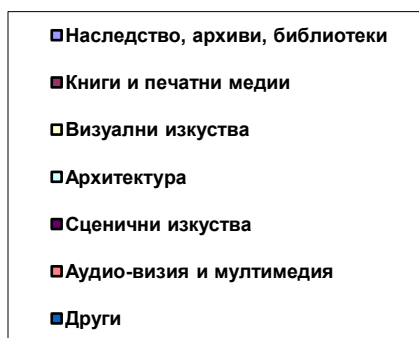 Наследство, архиви, библиотеки
Книги и печатни медии
Визуални изкуства
Архитектура
Сценични изкуства
Аудио-визия и мултимедия
Други